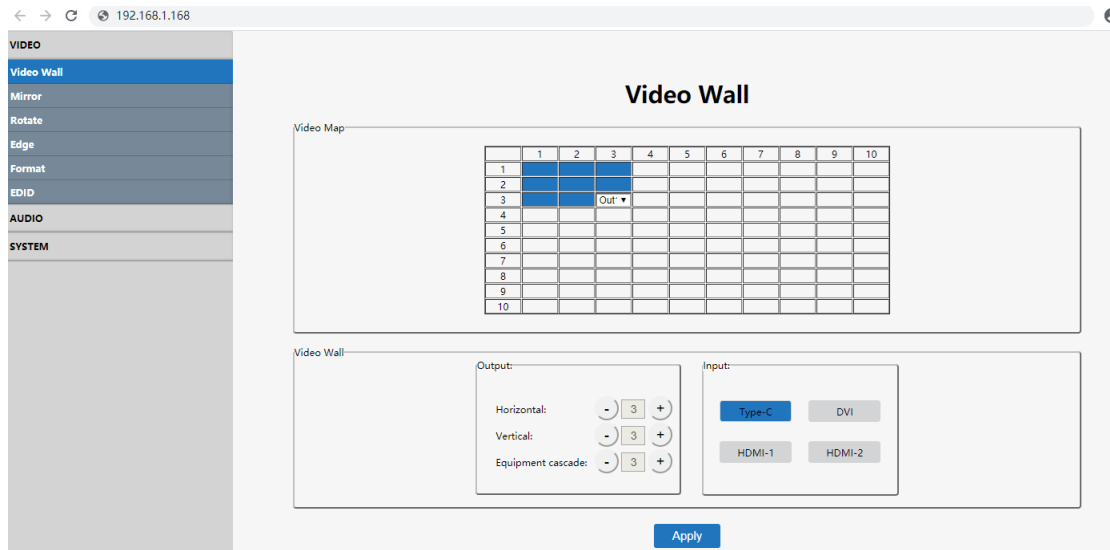 192.168.1.168
VIDEO
Video Wall
Mirror
Rotate
Edge
Format
EDID
AUDIO
SYSTEM
Video Wall
Video Map
1 2 3 4 5 6 7 8 9 10
1
2
3 Out
4
5
6
7
8
9
10
Video Wall
Output:
Horizontal: - 3 +
Vertical: - 3 +
Equipment cascade: - 3 +
Input:
Type-C DVI
HDMI-1 HDMI-2
Apply